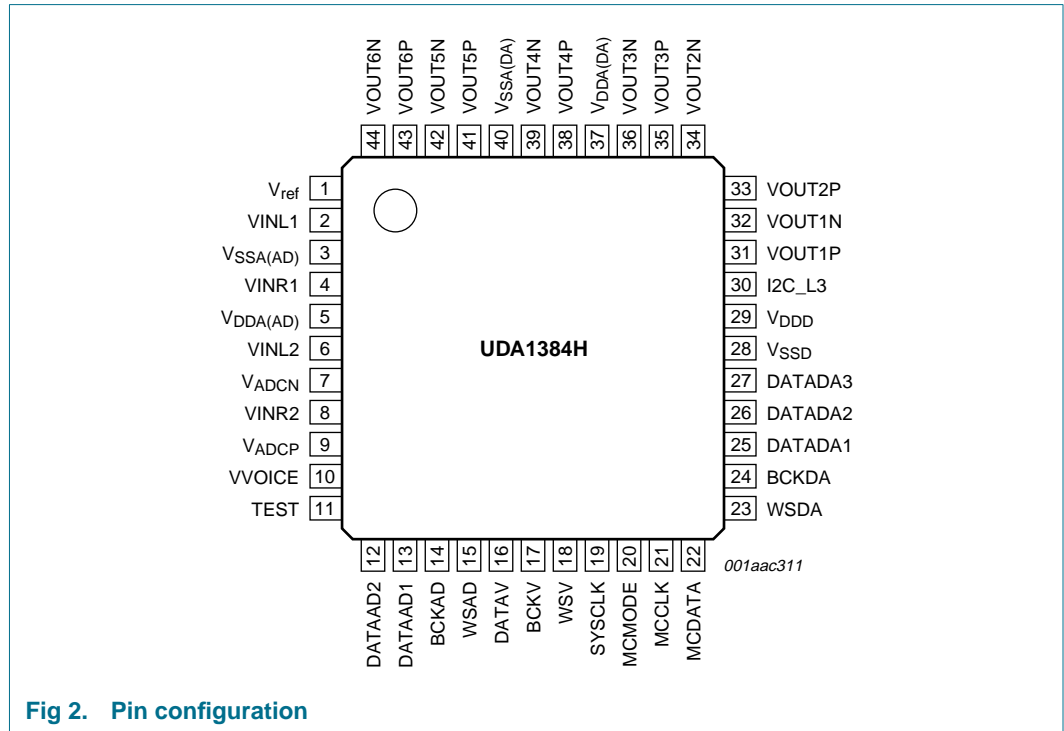 VOUT6N
VOUT6P
VOUT5N
VOUT5P
VSSA(DA)
VOUT4N
VOUT4P
VDDA(DA)
VOUT3N
VOUT3P
VOUT2N
44
43
42
41
40
39
38
37
36
35
34
Vref 1
VINL1 2
VSSA(AD) 3
VINR1 4
VDDA(AD) 5
VINL2 6
VADCN 7
VINR2 8
VADCP 9
VVOICE 10
TEST 11
UDA1384H
33 VOUT2P
32 VOUT1N
31 VOUT1P
30 I2C_L3
29 VDDD
28 VSSD
27 DATADA3
26 DATADA2
25 DATADA1
24 BCKDA
23 WSDA
12
13
14
15
16
17
18
19
20
21
22
DATAAD2
DATAAD1
BCKAD
WSAD
DATAV
BCKV
WSV
SYSCLK
MCMODE
MCCLK
MCDATA
001aac311
Fig 2. Pin configuration